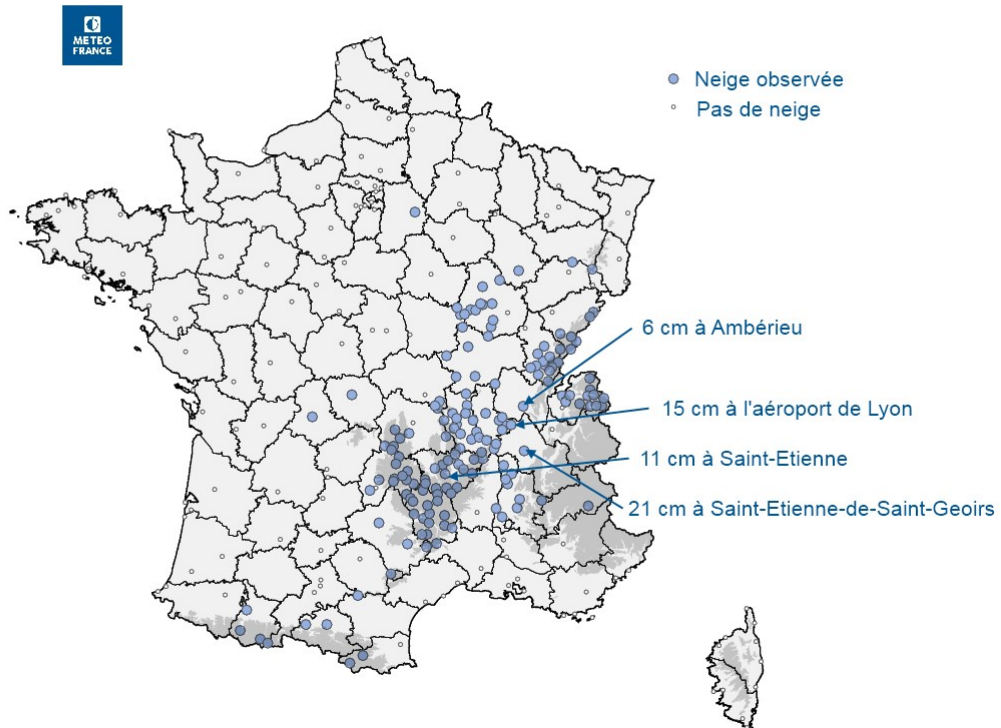 METEO
FRANCE
Neige observée
Pas de neige
6 cm à Ambérieu
15 cm à l'aéroport de Lyon
11 cm à Saint-Etienne
21 cm à Saint-Etienne-de-Saint-Geoirs